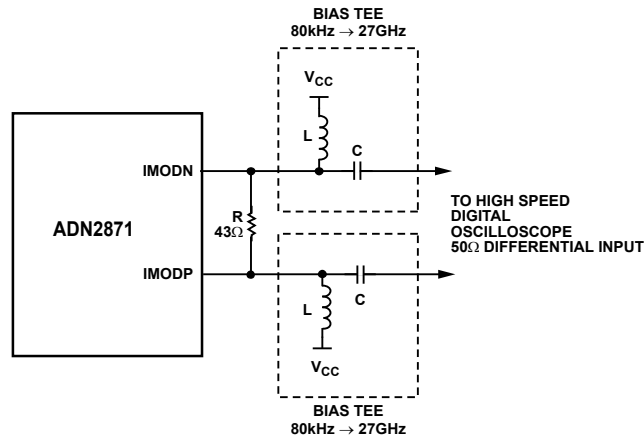 BIAS TEE
80kHz → 27GHz
VCC
L
C
IMODN
ADN2871
R
43Ω
TO HIGH SPEED
DIGITAL
OSCILLOSCOPE
50Ω DIFFERENTIAL INPUT
IMODP
C
L
VCC
BIAS TEE
80kHz → 27GHz